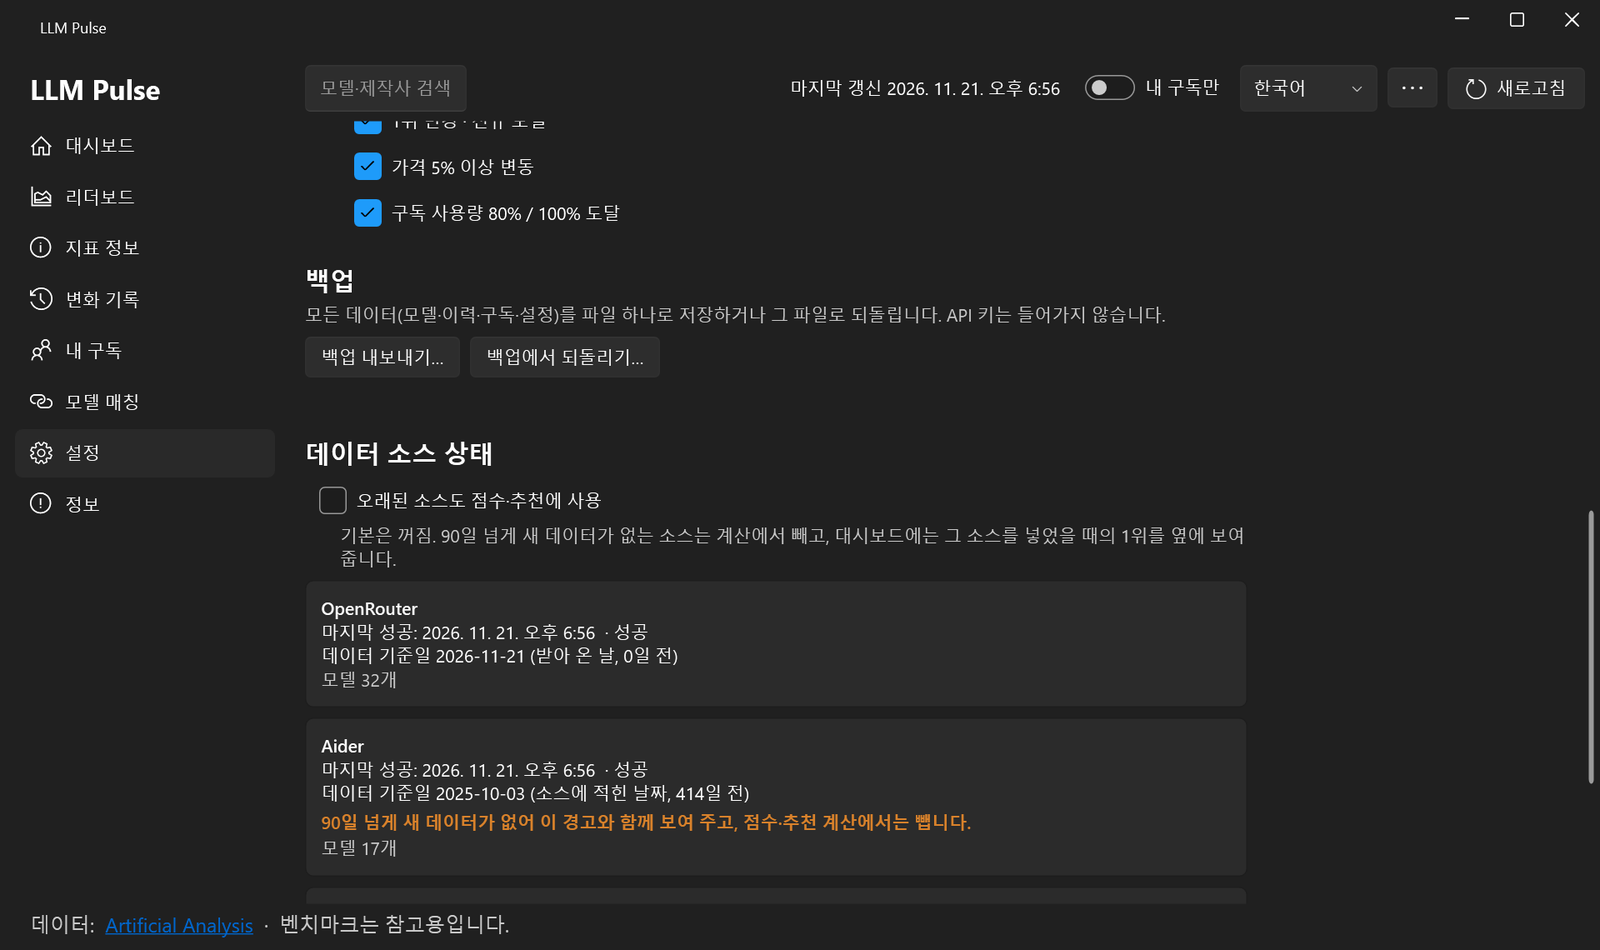 LLM Pulse
LLM Pulse
대시보드
리더보드
지표 정보
변화 기록
내 구독
모델 매칭
설정
정보
모델·제작사 검색
마지막 갱신 2026. 11. 21. 오후 6:56
내 구독만
한국어
새로고침
가격 5% 이상 변동
구독 사용량 80% / 100% 도달
백업
모든 데이터(모델·이력·구독·설정)를 파일 하나로 저장하거나 그 파일로 되돌립니다. API 키는 들어가지 않습니다.
백업 내보내기...
백업에서 되돌리기...
데이터 소스 상태
오래된 소스도 점수·추천에 사용
기본은 꺼짐. 90일 넘게 새 데이터가 없는 소스는 계산에서 빼고, 대시보드에는 그 소스를 넣었을 때의 1위를 옆에 보여
줍니다.
OpenRouter
마지막 성공: 2026. 11. 21. 오후 6:56 · 성공
데이터 기준일 2026-11-21 (받아 온 날, 0일 전)
모델 32개
Aider
마지막 성공: 2026. 11. 21. 오후 6:56 · 성공
데이터 기준일 2025-10-03 (소스에 적힌 날짜, 414일 전)
90일 넘게 새 데이터가 없어 이 경고와 함께 보여 주고, 점수·추천 계산에서는 뺍니다.
모델 17개
데이터: Artificial Analysis · 벤치마크는 참고용입니다.